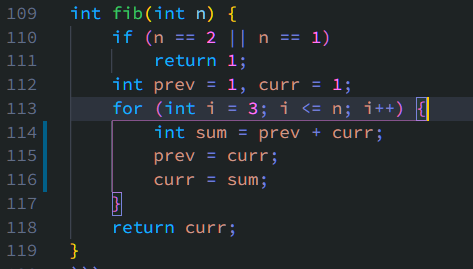 109 int fib(int n) {
110     if (n == 2 || n == 1)
111         return 1;
112     int prev = 1, curr = 1;
113     for (int i = 3; i <= n; i++) {
114         int sum = prev + curr;
115         prev = curr;
116         curr = sum;
117     }
118     return curr;
119 }